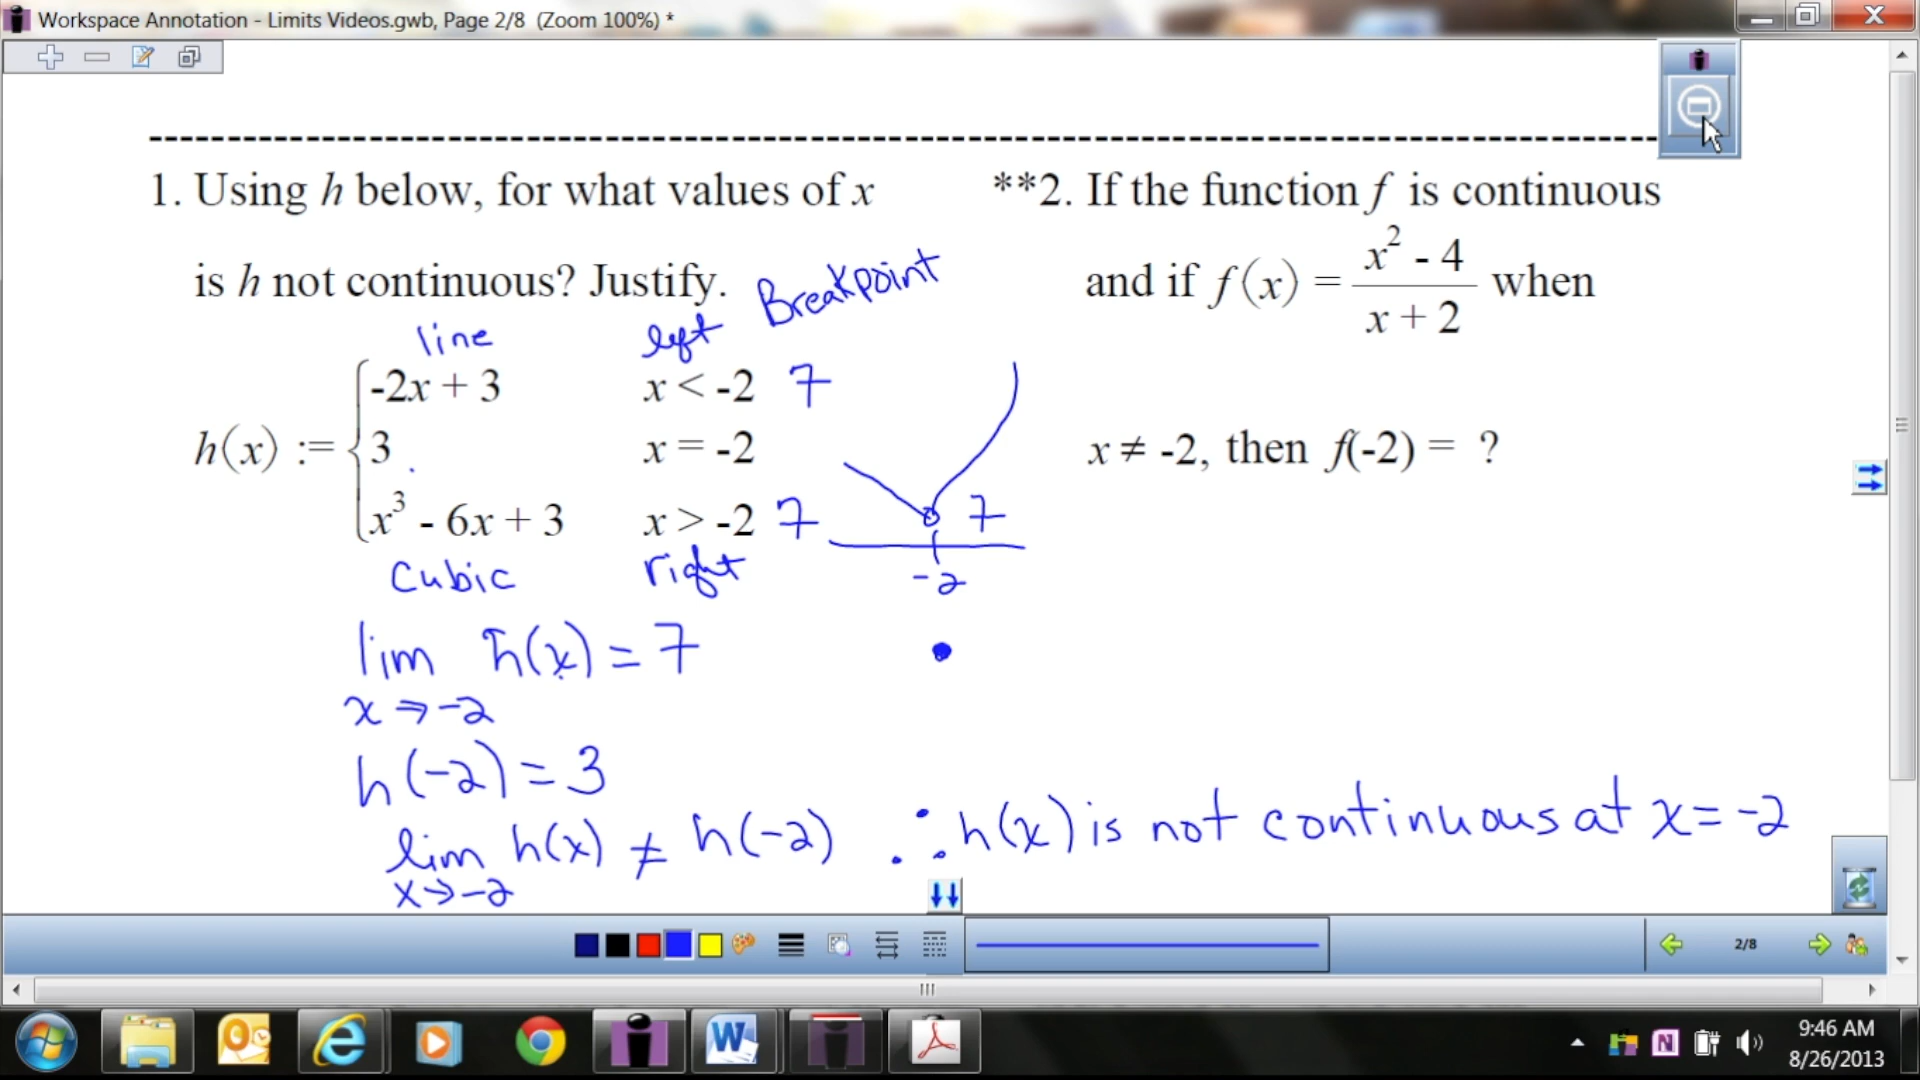 Workspace Annotation - Limits Videos.gwb, Page 2/8 (Zoom 100%) *
1. Using h below, for what values of x
is h not continuous? Justify.
Breakpoint
line
left
h(x) :=
-2x + 3 x < -2 7
3 x = -2
x³ - 6x + 3 x > -2 7
cubic
right
7
-2
lim h(x) = 7
x → -2
h(-2) = 3
lim h(x) ≠ h(-2) ∴ h(x) is not continuous at x = -2
x → -2
**2. If the function f is continuous
and if f(x) = x² - 4 / x + 2 when
x ≠ -2, then f(-2) = ?
2/8
9:46 AM
8/26/2013